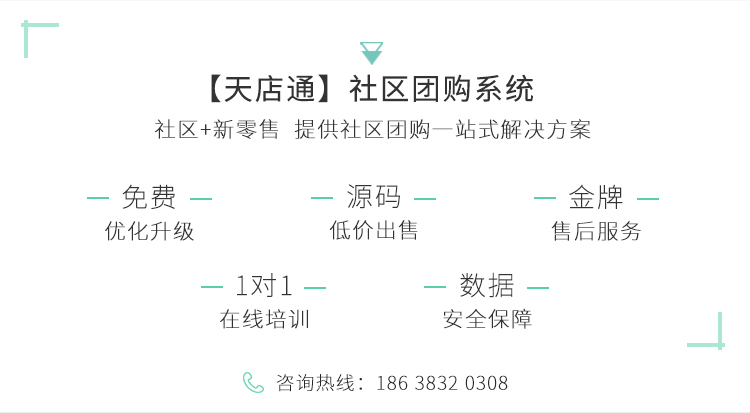 【天店通】社区团购系统
社区+新零售 提供社区团购一站式解决方案
免费 源码 金牌
优化升级 低价出售 售后服务
1对1 数据
在线培训 安全保障
咨询热线：186 3832 0308